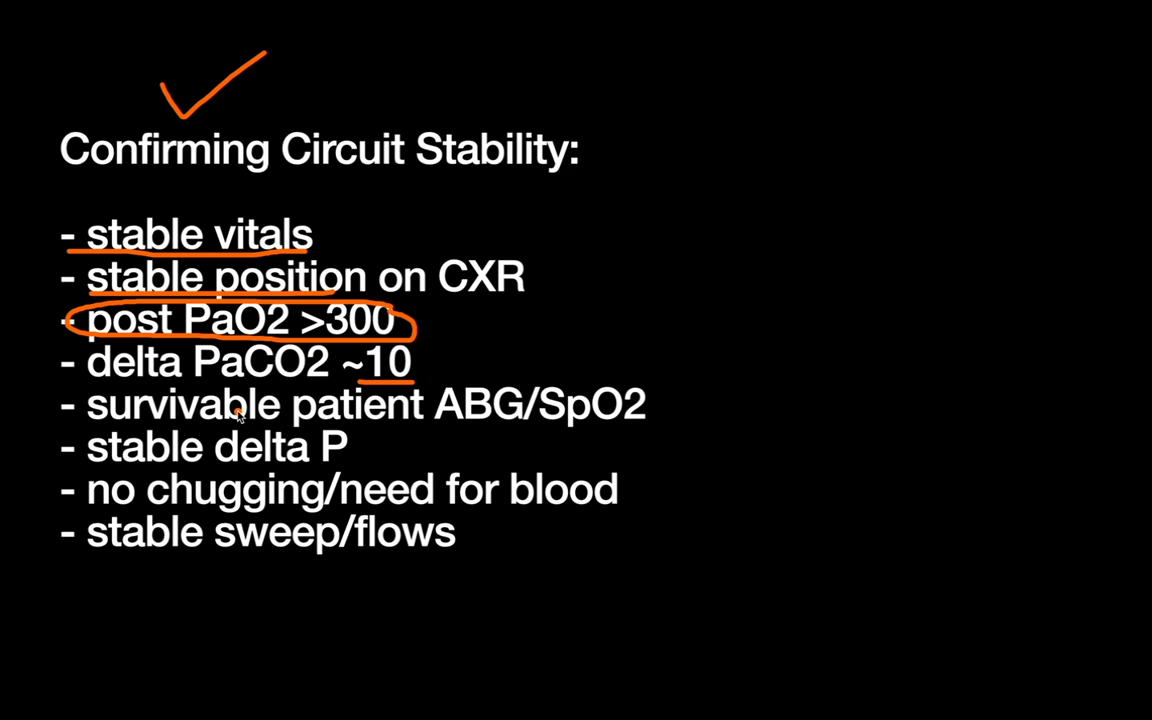 Confirming Circuit Stability:
- stable vitals
- stable position on CXR
- post PaO2 >300
- delta PaCO2 ~10
- survivable patient ABG/SpO2
- stable delta P
- no chugging/need for blood
- stable sweep/flows